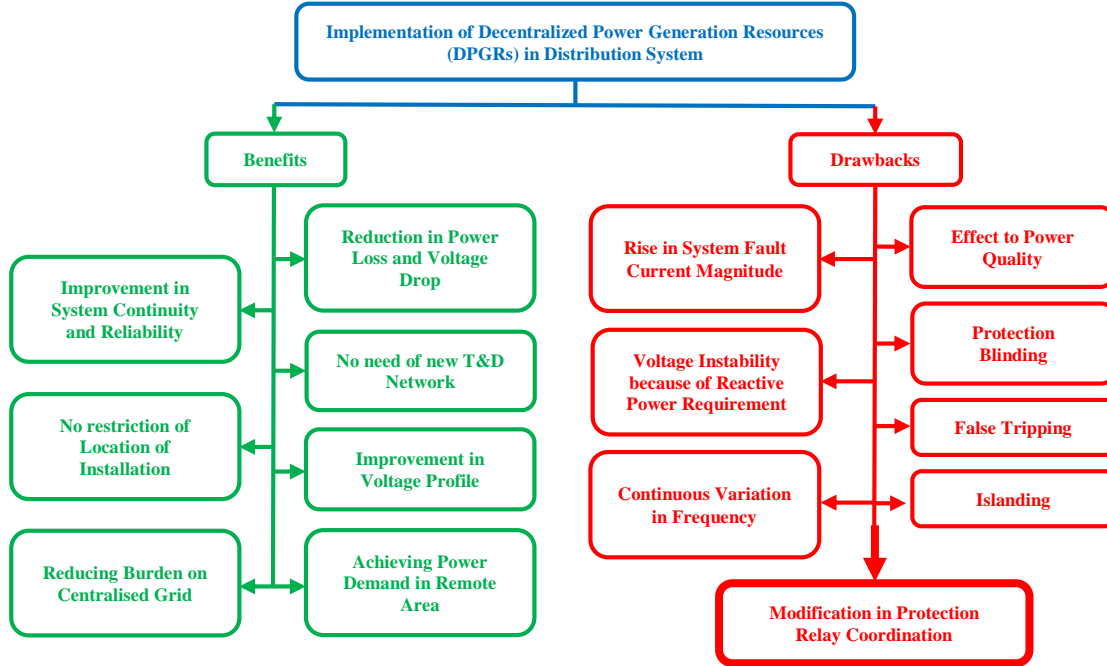 Implementation of Decentralized Power Generation Resources
(DPGRs) in Distribution System
Benefits
Reduction in Power
Loss and Voltage
Drop
Improvement in
System Continuity
and Reliability
No need of new T&D
Network
No restriction of
Location of
Installation
Improvement in
Voltage Profile
Reducing Burden on
Centralised Grid
Achieving Power
Demand in Remote
Area
Drawbacks
Rise in System Fault
Current Magnitude
Effect to Power
Quality
Voltage Instability
because of Reactive
Power Requirement
Protection
Blinding
False Tripping
Continuous Variation
in Frequency
Islanding
Modification in Protection
Relay Coordination